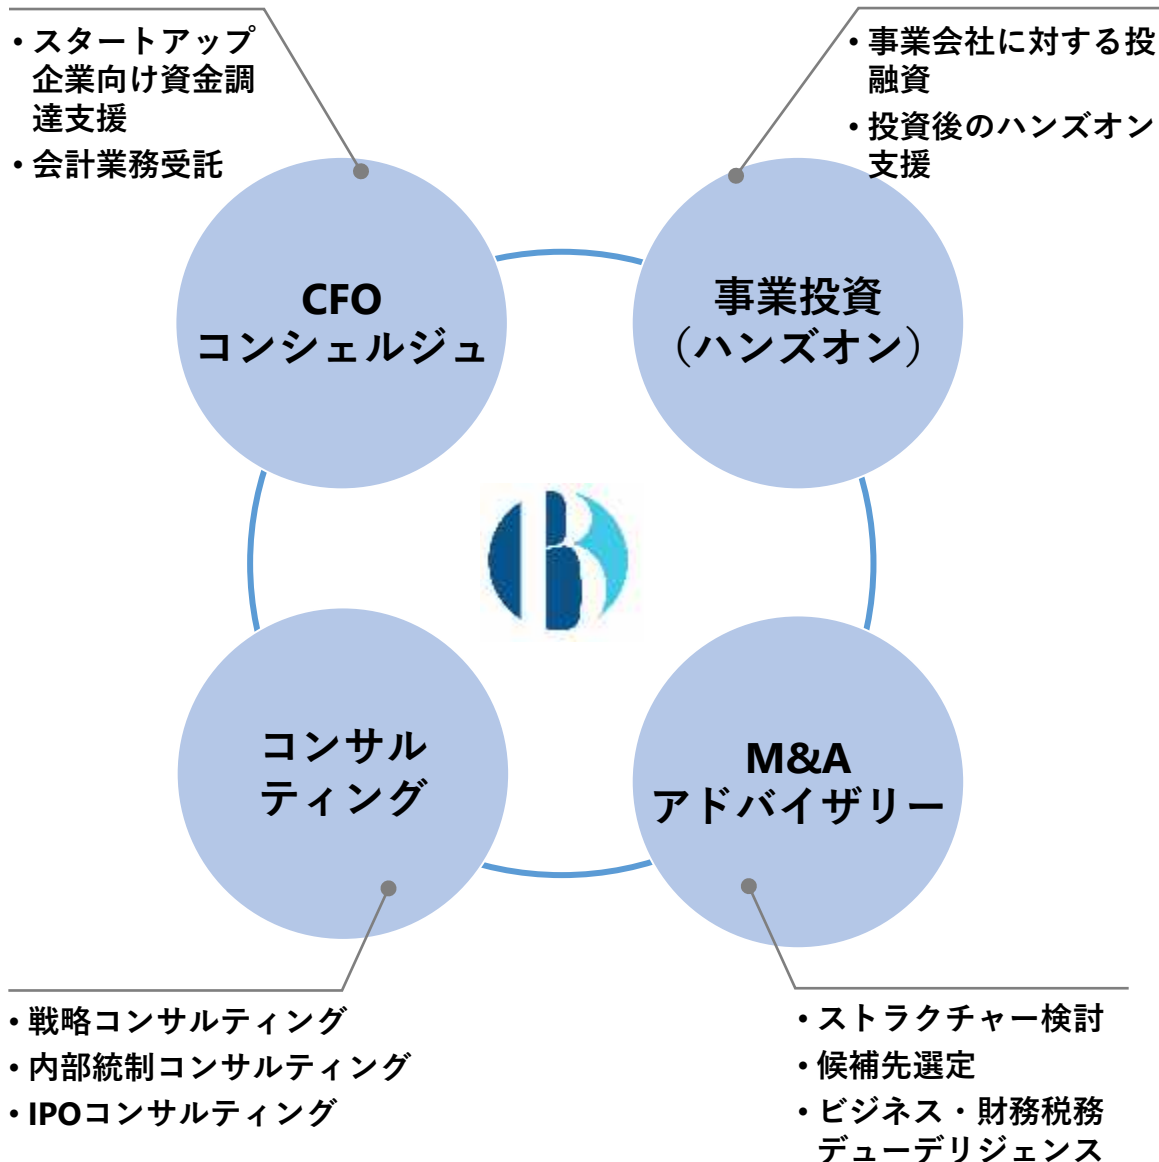 ・スタートアップ
企業向け資金調
達支援
・会計業務受託
・事業会社に対する投
融資
・投資後のハンズオン
支援
CFO
コンシェルジュ
事業投資
（ハンズオン）
コンサル
ティング
M&A
アドバイザリー
・戦略コンサルティング
・内部統制コンサルティング
・IPOコンサルティング
・ストラクチャー検討
・候補先選定
・ビジネス・財務税務
デューデリジェンス